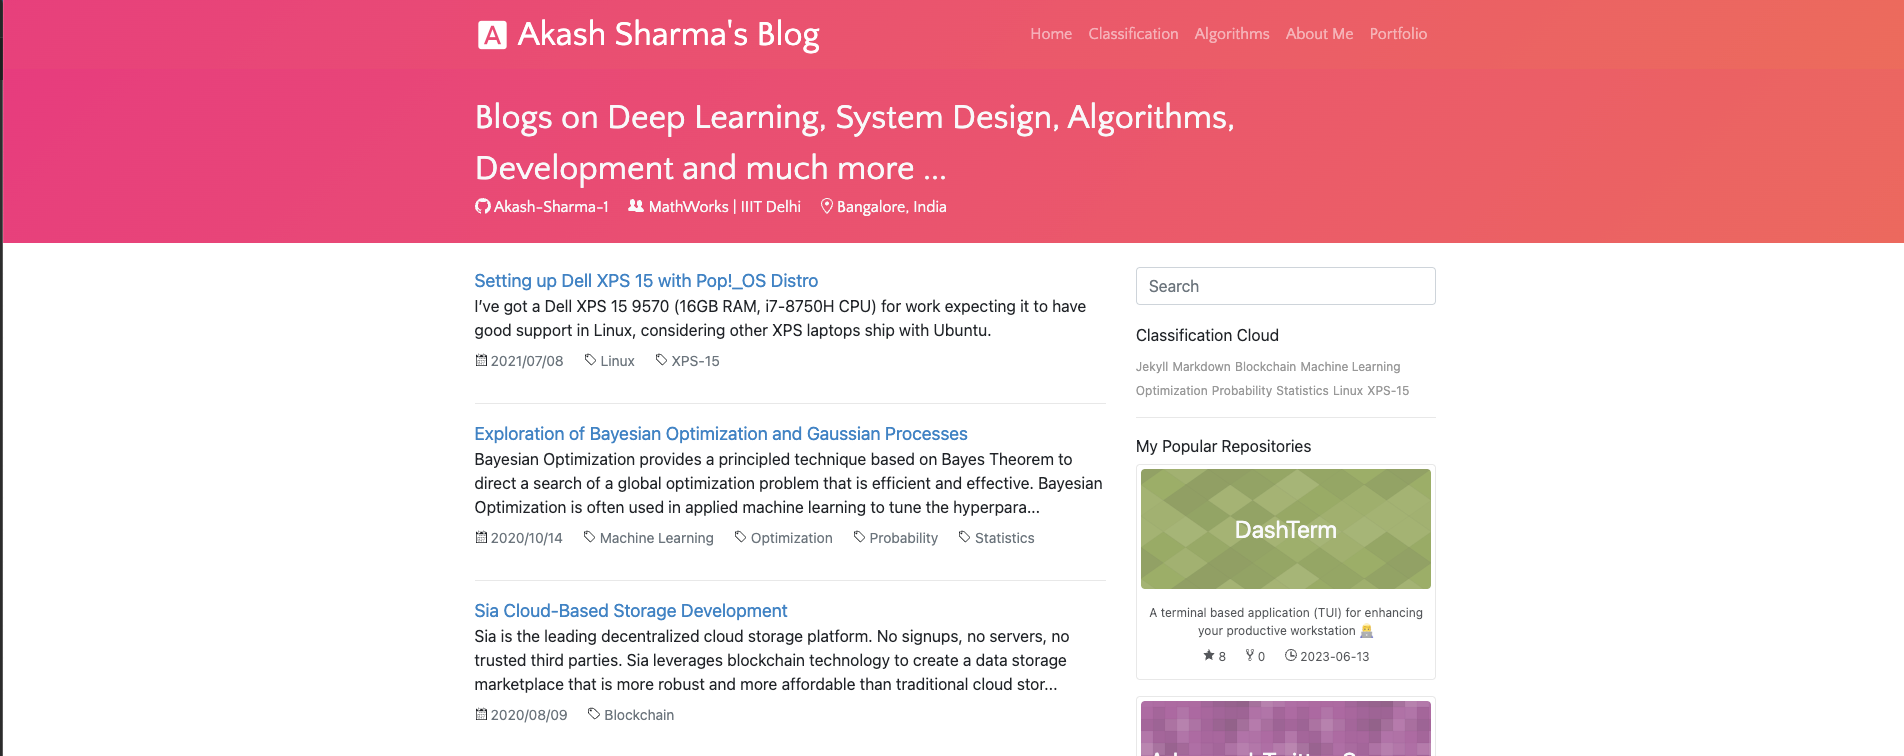 A Akash Sharma's Blog
Home Classification Algorithms About Me Portfolio
Blogs on Deep Learning, System Design, Algorithms,
Development and much more ...
Akash-Sharma-1 MathWorks | IIIT Delhi Bangalore, India
Setting up Dell XPS 15 with Pop!_OS Distro
I've got a Dell XPS 15 9570 (16GB RAM, i7-8750H CPU) for work expecting it to have
good support in Linux, considering other XPS laptops ship with Ubuntu.
2021/07/08 Linux XPS-15
Exploration of Bayesian Optimization and Gaussian Processes
Bayesian Optimization provides a principled technique based on Bayes Theorem to
direct a search of a global optimization problem that is efficient and effective. Bayesian
Optimization is often used in applied machine learning to tune the hyperpara...
2020/10/14 Machine Learning Optimization Probability Statistics
Sia Cloud-Based Storage Development
Sia is the leading decentralized cloud storage platform. No signups, no servers, no
trusted third parties. Sia leverages blockchain technology to create a data storage
marketplace that is more robust and more affordable than traditional cloud stor...
2020/08/09 Blockchain
Search
Classification Cloud
Jekyll Markdown Blockchain Machine Learning
Optimization Probability Statistics Linux XPS-15
My Popular Repositories
DashTerm
A terminal based application (TUI) for enhancing
your productive workstation 👩‍💻
8 0 2023-06-13